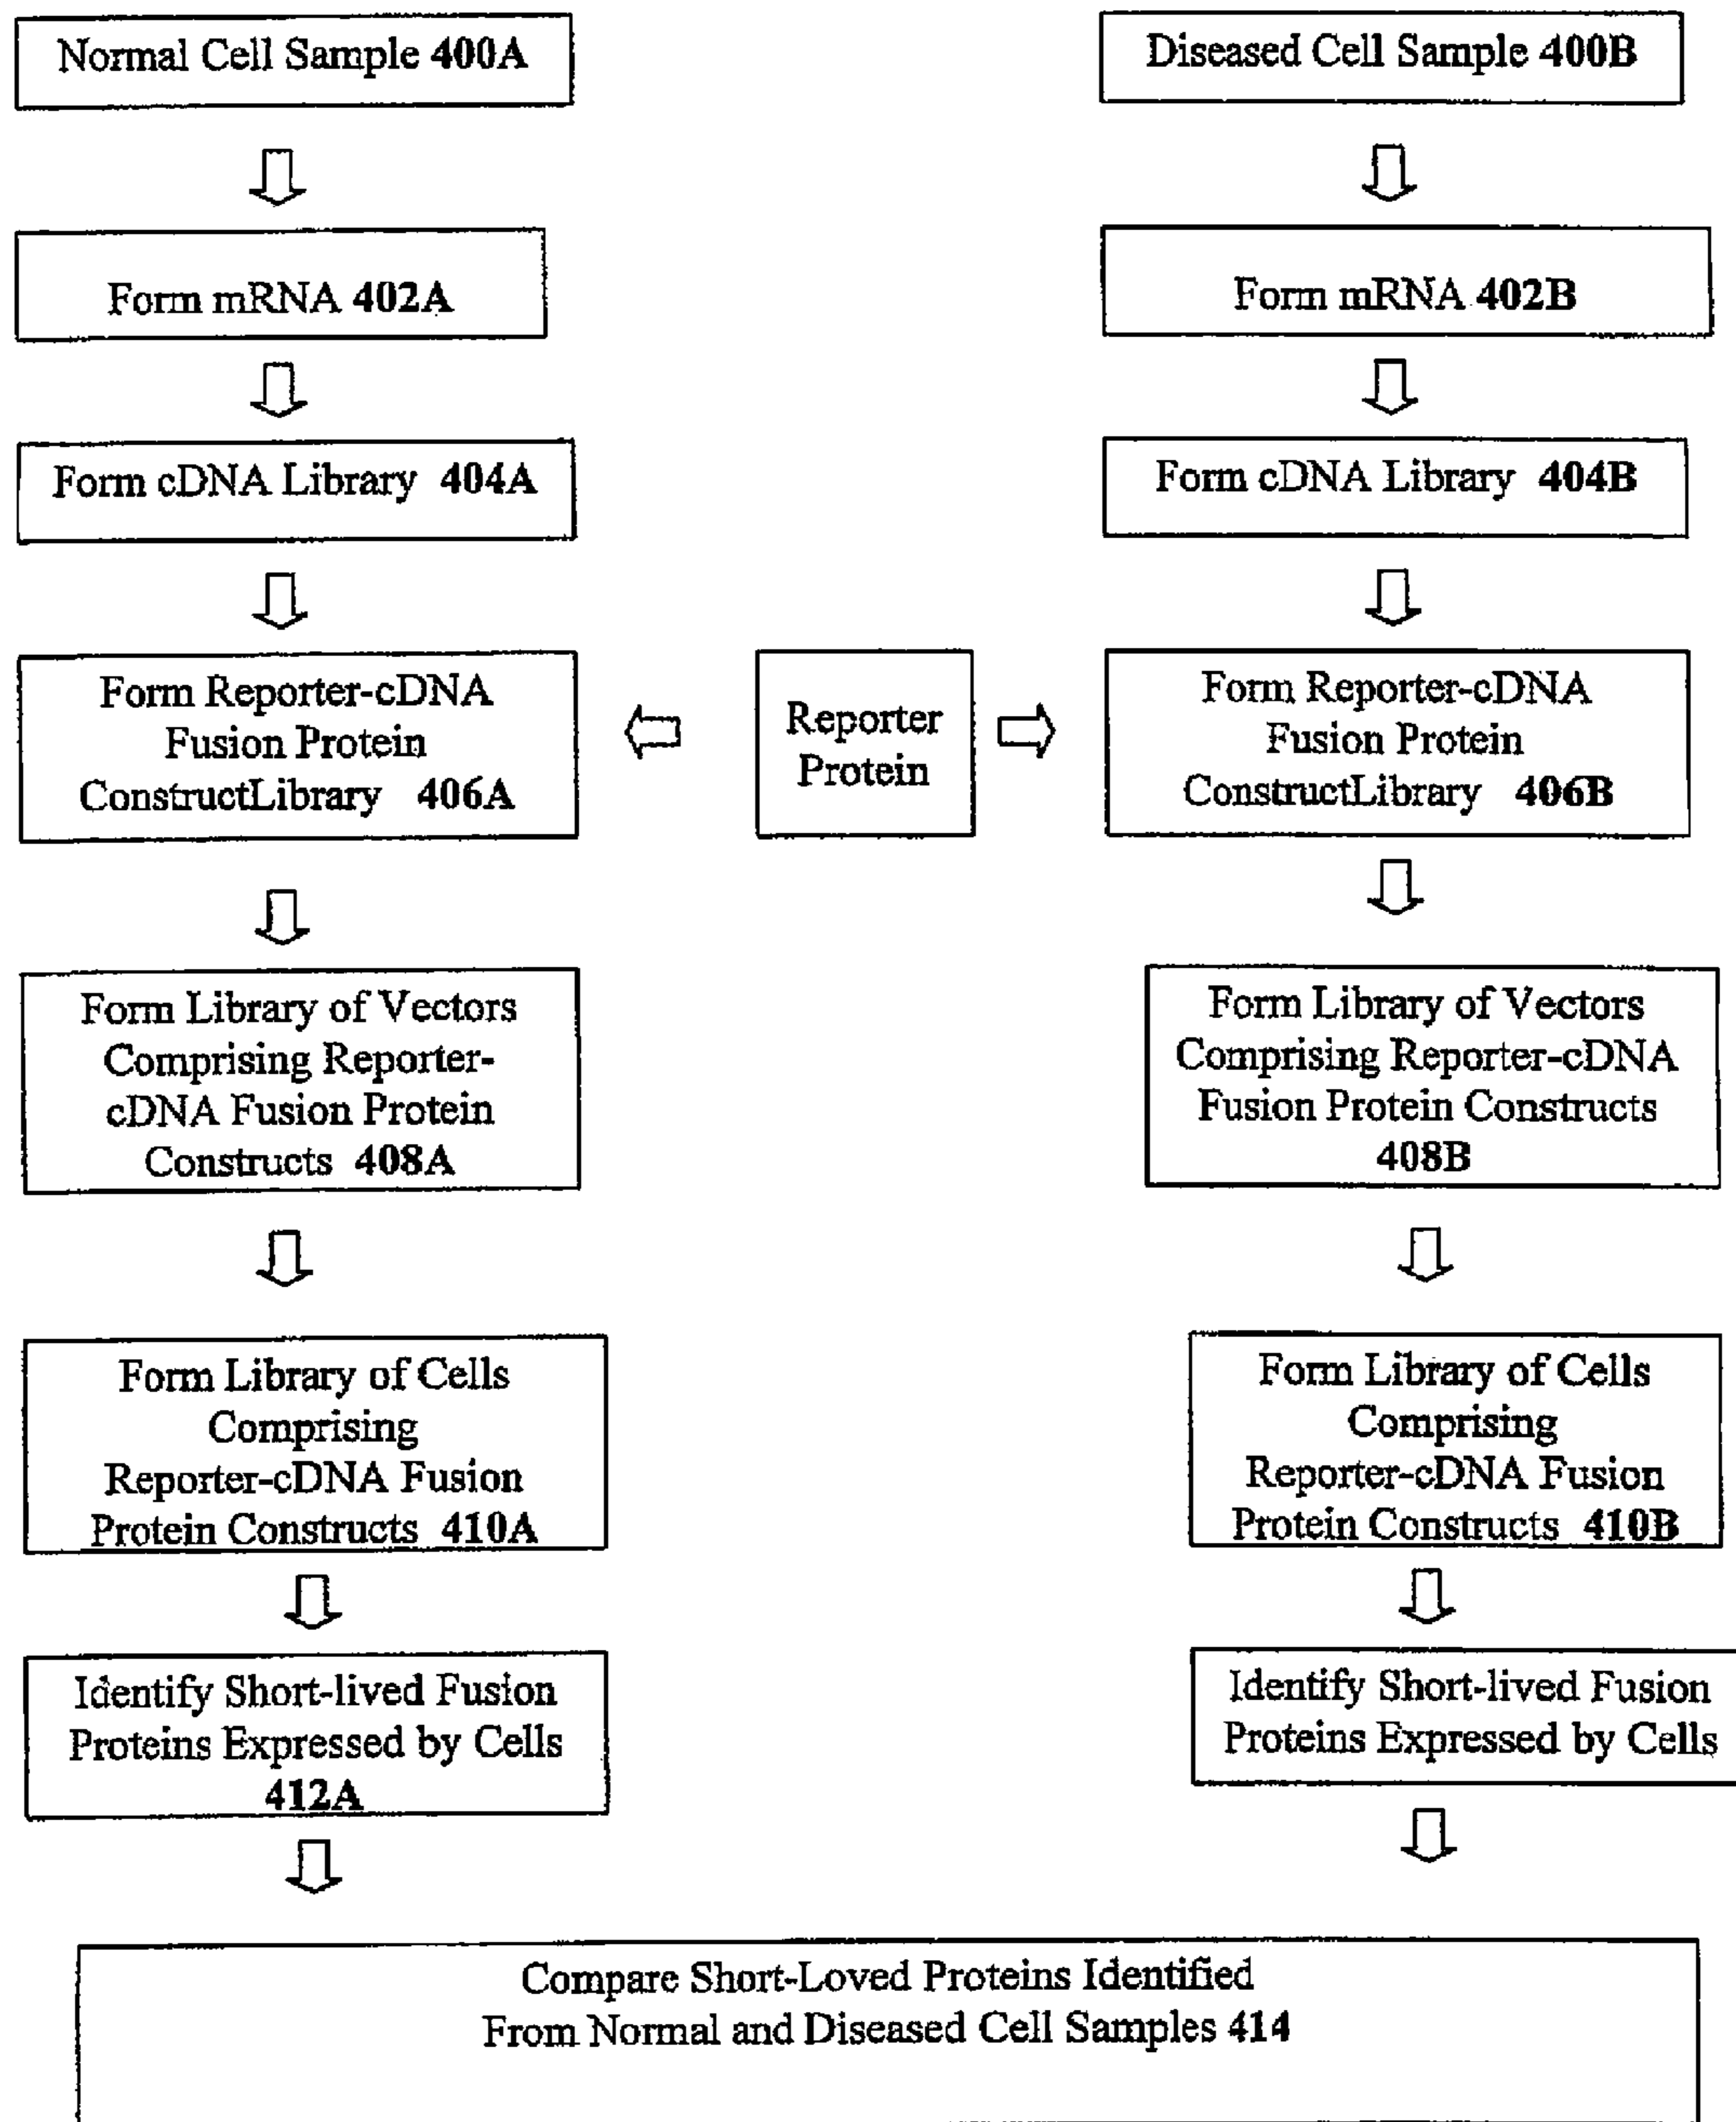 Normal Cell Sample 400A
Diseased Cell Sample 400B
Form mRNA 402A
Form mRNA 402B
Form cDNA Library 404A
Form cDNA Library 404B
Form Reporter-cDNA
Fusion Protein
ConstructLibrary 406A
Reporter
Protein
Form Reporter-cDNA
Fusion Protein
ConstructLibrary 406B
Form Library of Vectors
Comprising Reporter-
cDNA Fusion Protein
Constructs 408A
Form Library of Vectors
Comprising Reporter-cDNA
Fusion Protein Constructs
408B
Form Library of Cells
Comprising
Reporter-cDNA Fusion
Protein Constructs 410A
Form Library of Cells
Comprising
Reporter-cDNA Fusion
Protein Constructs 410B
Identify Short-lived Fusion
Proteins Expressed by Cells
412A
Identify Short-lived Fusion
Proteins Expressed by Cells
Compare Short-Loved Proteins Identified
From Normal and Diseased Cell Samples 414